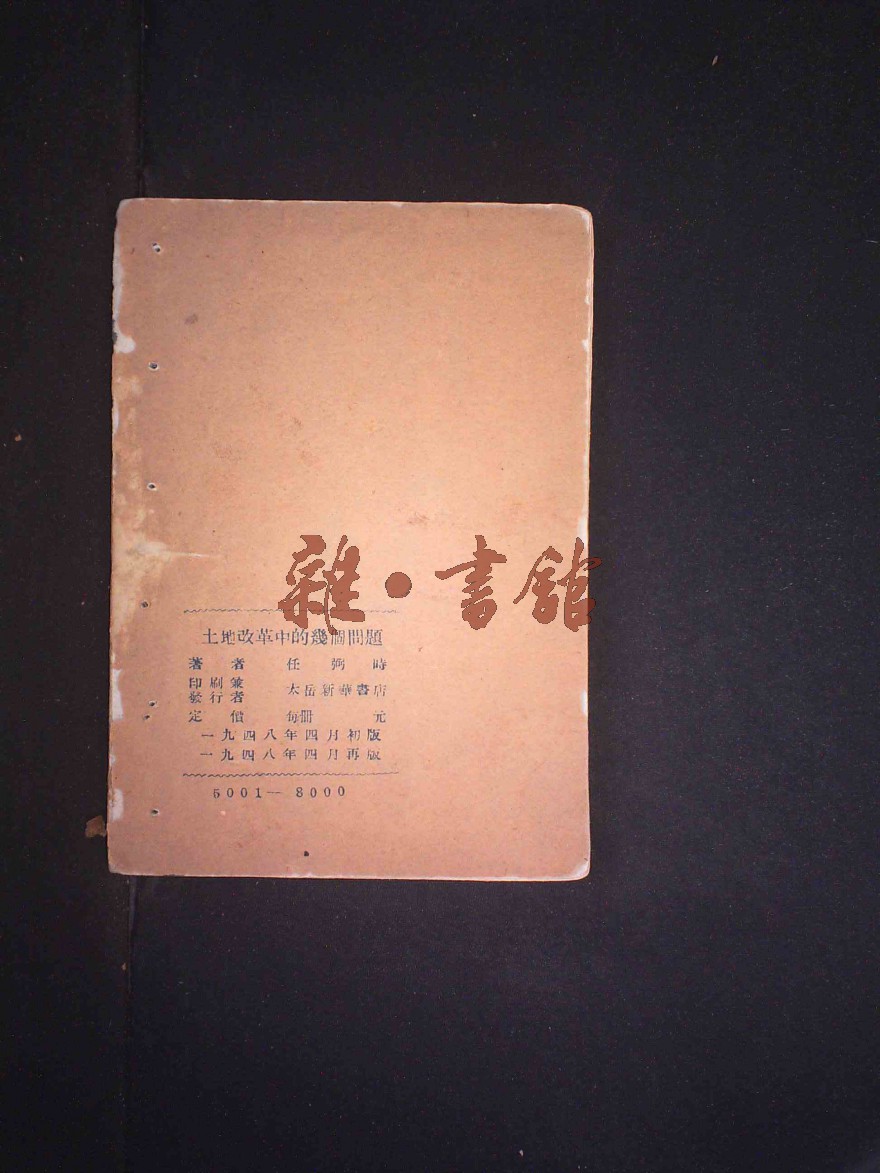 雜·書館
土地改革中的幾個問題
著者 任弼時
印刷兼
發行者 太岳新華書店
定價 每冊 元
一九四八年四月初版
一九四八年四月再版
5001—8000